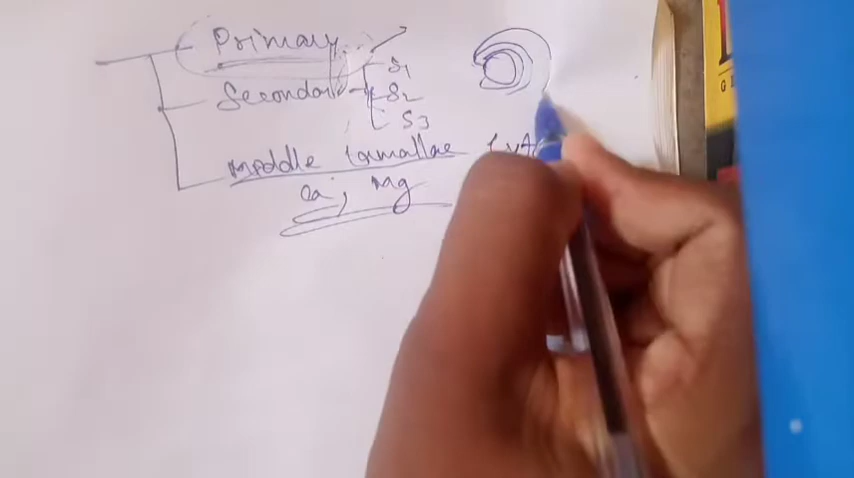 Primary
S1
Secondary S2
S3
Middle lamallae
Ca, Mg